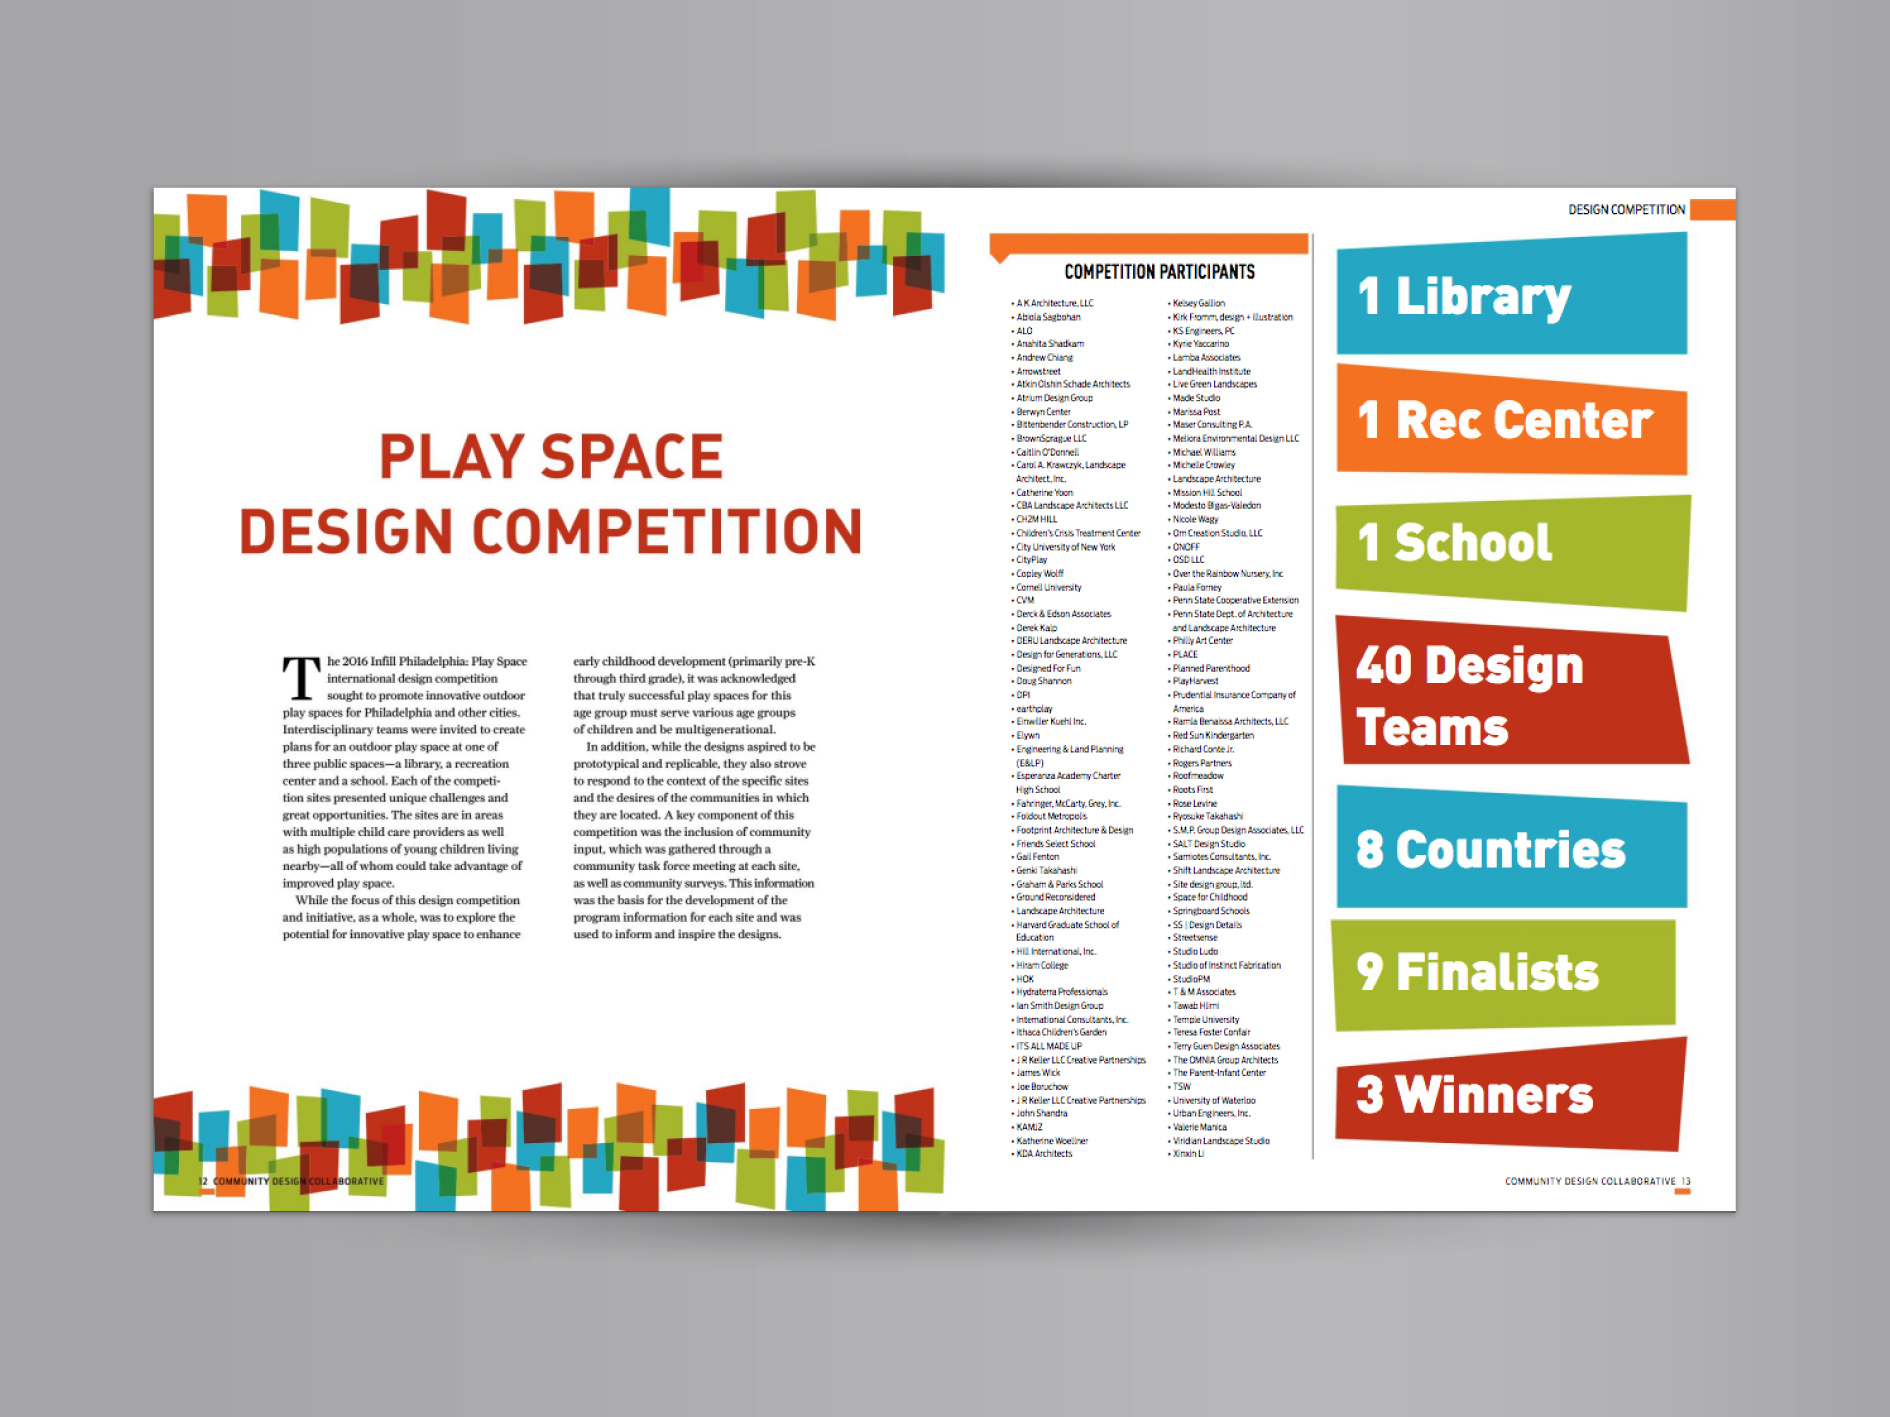 PLAY SPACE
DESIGN COMPETITION
The 2016 Infill Philadelphia: Play Space
international design competition
sought to promote innovative outdoor
play spaces for Philadelphia and other cities.
Interdisciplinary teams were invited to create
plans for an outdoor play space at one of
three public spaces—a library, a recreation
center and a school. Each of the competi-
tion sites presented unique challenges and
great opportunities. The sites are in areas
with multiple child care providers as well
as high populations of young children living
nearby—all of whom could take advantage of
improved play space.
While the focus of this design competition
and initiative, as a whole, was to explore the
potential for innovative play space to enhance
early childhood development (primarily pre-K
through third grade), it was acknowledged
that truly successful play spaces for this
age group must serve various age groups
of children and be multigenerational.
In addition, while the designs aspired to be
prototypical and replicable, they also strove
to respond to the context of the specific sites
and the desires of the communities in which
they are located. A key component of this
competition was the inclusion of community
input, which was gathered through a
community task force meeting at each site,
as well as community surveys. This information
was the basis for the development of the
program information for each site and was
used to inform and inspire the designs.
12 COMMUNITY DESIGN COLLABORATIVE
DESIGN COMPETITION
COMPETITION PARTICIPANTS
• A K Architecture, LLC
• Abiola Sagbohan
• ALO
• Anahita Shadkam
• Andrew Chiang
• Arrowstreet
• Atkin Olshin Schade Architects
• Atrium Design Group
• Berwyn Center
• Bittenbender Construction, LP
• BrownSprague LLC
• Caitlin O'Donnell
• Carol A. Krawczyk, Landscape
Architect, Inc.
• Catherine Yoon
• CBA Landscape Architects LLC
• CH2M HILL
• Children's Crisis Treatment Center
• City University of New York
• CityPlay
• Copley Wolff
• Cornell University
• CVM
• Derck & Edson Associates
• Derek Kalp
• DERU Landscape Architecture
• Design for Generations, LLC
• Designed For Fun
• Doug Shannon
• DPI
• earthplay
• Einwiller Kuehl Inc.
• Elywn
• Engineering & Land Planning
(E&LP)
• Esperanza Academy Charter
High School
• Fahringer, McCarty, Grey, Inc.
• Foldout Metropolis
• Footprint Architecture & Design
• Friends Select School
• Gail Fenton
• Genki Takahashi
• Graham & Parks School
• Ground Reconsidered
• Landscape Architecture
• Harvard Graduate School of
Education
• Hill International, Inc.
• Hiram College
• HOK
• Hydraterra Professionals
• Ian Smith Design Group
• International Consultants, Inc.
• Ithaca Children's Garden
• ITS ALL MADE UP
• J R Keller LLC Creative Partnerships
• James Wick
• Joe Boruchow
• J R Keller LLC Creative Partnerships
• John Shandra
• KAMJZ
• Katherine Woellner
• KDA Architects
• Kelsey Gallion
• Kirk Fromm, design + illustration
• KS Engineers, PC
• Kyrie Yaccarino
• Lamba Associates
• LandHealth Institute
• Live Green Landscapes
• Made Studio
• Marissa Post
• Maser Consulting P.A.
• Meliora Environmental Design LLC
• Michael Williams
• Michelle Crowley
• Landscape Architecture
• Mission Hill School
• Modesto Bigas-Valedon
• Nicole Wagy
• Om Creation Studio, LLC
• ONOFF
• OSD LLC
• Over the Rainbow Nursery, Inc
• Paula Forney
• Penn State Cooperative Extension
• Penn State Dept. of Architecture
and Landscape Architecture
• Philly Art Center
• PLACE
• Planned Parenthood
• PlayHarvest
• Prudential Insurance Company of
America
• Ramla Benaissa Architects, LLC
• Red Sun Kindergarten
• Richard Conte Jr.
• Rogers Partners
• Roofmeadow
• Roots First
• Rose Levine
• Ryosuke Takahashi
• S.M.P. Group Design Associates, LLC
• SALT Design Studio
• Samiotes Consultants, Inc.
• Shift Landscape Architecture
• Site design group, ltd.
• Space for Childhood
• Springboard Schools
• SS | Design Details
• Streetsense
• Studio Ludo
• Studio of Instinct Fabrication
• StudioPM
• T & M Associates
• Tawab Hlimi
• Temple University
• Teresa Foster Confair
• Terry Guen Design Associates
• The OMNIA Group Architects
• The Parent-Infant Center
• TSW
• University of Waterloo
• Urban Engineers, Inc.
• Valerie Manica
• Viridian Landscape Studio
• Xinxin Li
1 Library
1 Rec Center
1 School
40 Design
Teams
8 Countries
9 Finalists
3 Winners
COMMUNITY DESIGN COLLABORATIVE 13